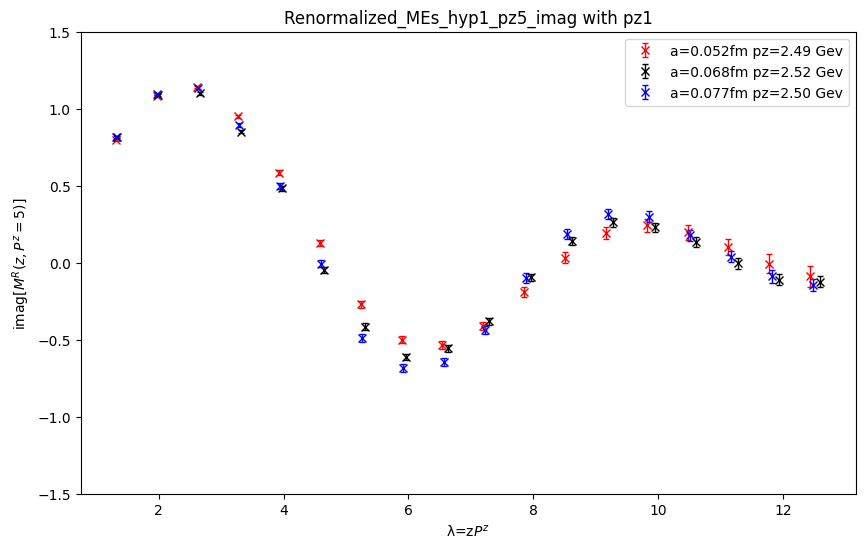 Renormalized_MEs_hyp1_pz5_imag with pz1
a=0.052fm pz=2.49 Gev
a=0.068fm pz=2.52 Gev
a=0.077fm pz=2.50 Gev
imag[M^R(z, P^z = 5)]
1.5
1.0
0.5
0.0
−0.5
−1.0
−1.5
2 4 6 8 10 12
λ=zP^z